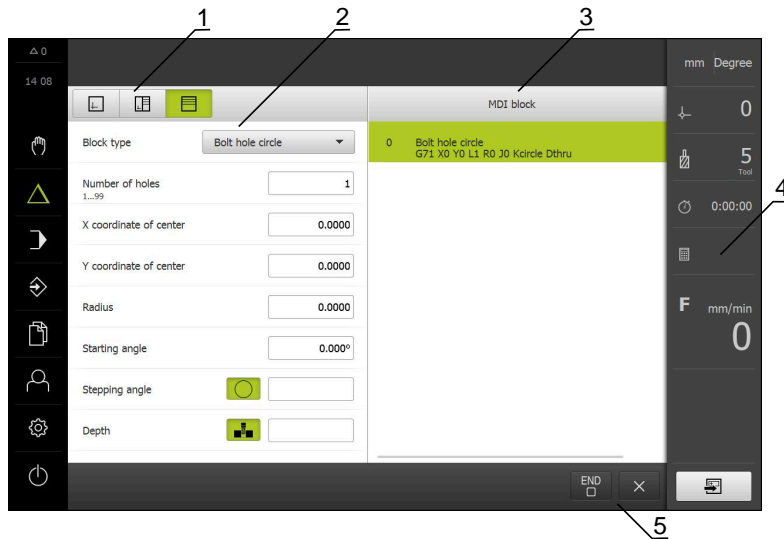 1
2
3
0
14 08
mm Degree
MDI block
0
Block type
Bolt hole circle
0 Bolt hole circle
G71 X0 Y0 L1 R0 J0 Kcircle Dthru
5
Tool
Number of holes
1...99
1
4
X coordinate of center
0.0000
0:00:00
Y coordinate of center
0.0000
Radius
0.0000
F mm/min
0
Starting angle
0.000°
Stepping angle
Depth
END
5